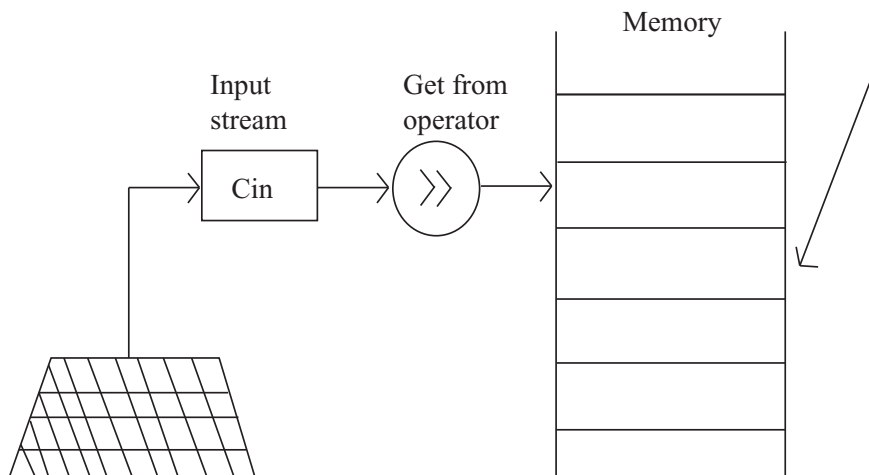 Memory
Input
stream
Get from
operator
Cin
>>